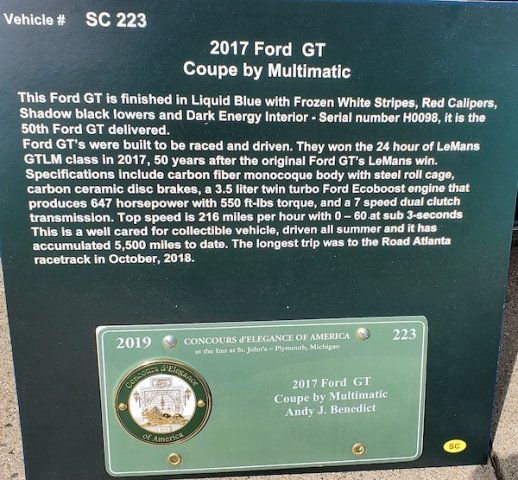 Vehicle # SC 223
2017 Ford GT
Coupe by Multimatic
This Ford GT is finished in Liquid Blue with Frozen White Stripes, Red Calipers,
Shadow black lowers and Dark Energy Interior - Serial number H0098, it is the
50th Ford GT delivered.
Ford GT's were built to be raced and driven. They won the 24 hour of LeMans
GTLM class in 2017, 50 years after the original Ford GT's LeMans win.
Specifications include carbon fiber monocoque body with steel roll cage,
carbon ceramic disc brakes, a 3.5 liter twin turbo Ford Ecoboost engine that
produces 647 horsepower with 550 ft-lbs torque, and a 7 speed dual clutch
transmission. Top speed is 216 miles per hour with 0 – 60 at sub 3-seconds
This is a well cared for collectible vehicle, driven all summer and it has
accumulated 5,500 miles to date. The longest trip was to the Road Atlanta
racetrack in October, 2018.
2019 CONCOURS d'ELEGANCE OF AMERICA 223
at the Inn at St. John's – Plymouth, Michigan
Concours d'Elegance
of America
2017 Ford GT
Coupe by Multimatic
Andy J. Benedict
SC